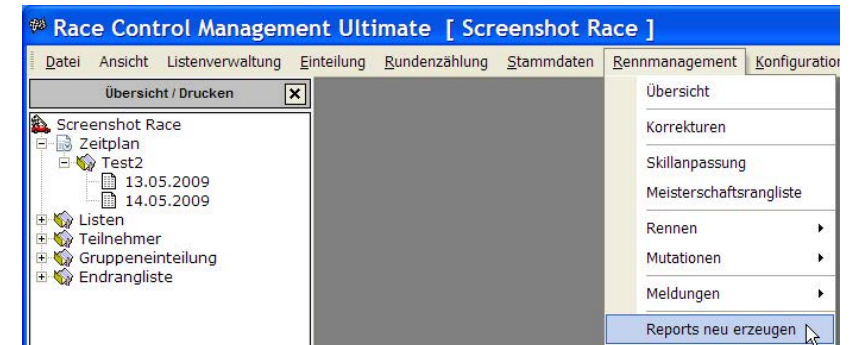 Race Control Management Ultimate [ Screenshot Race ]
Datei Ansicht Listenverwaltung Einteilung Rundenzählung Stammdaten Rennmanagement Konfiguration
Übersicht / Drucken
Screenshot Race
Zeitplan
Test2
13.05.2009
14.05.2009
Listen
Teilnehmer
Gruppeneinteilung
Endrangliste
Übersicht
Korrekturen
Skillanpassung
Meisterschaftsrangliste
Rennen
Mutationen
Meldungen
Reports neu erzeugen